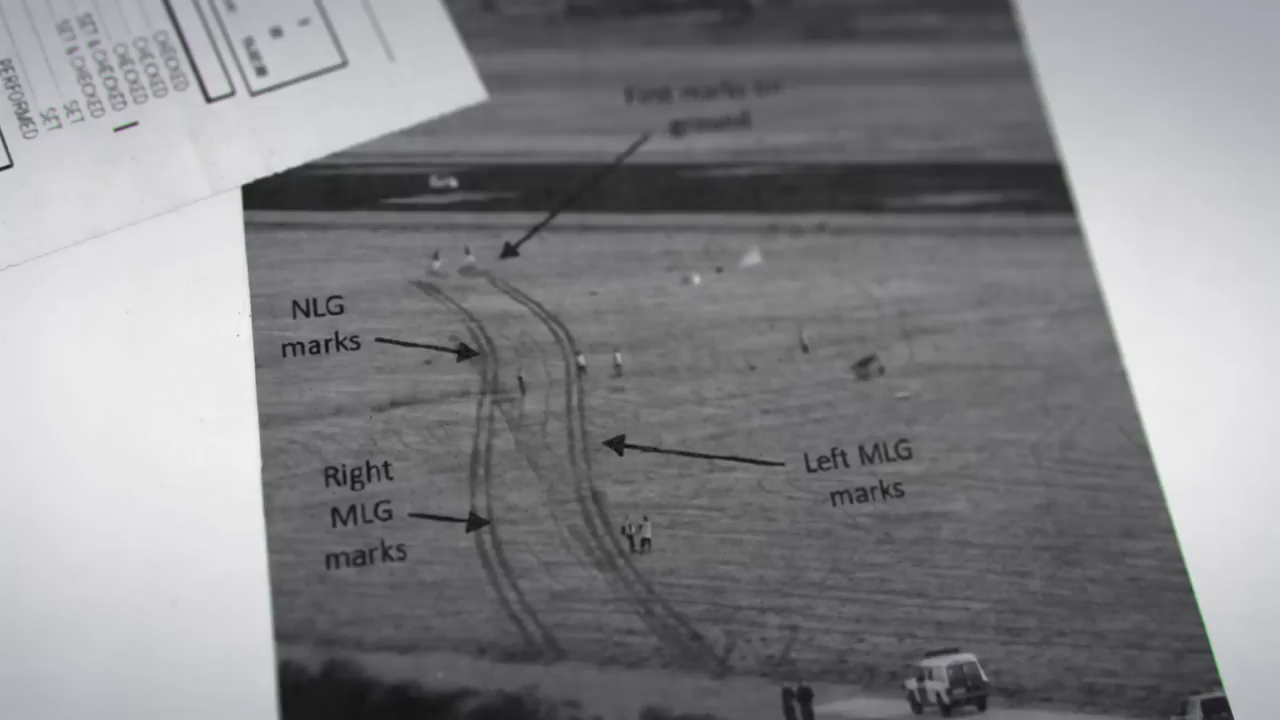 CHECKED
CHECKED
CHECKED
SET & CHECKED
SET & CHECKED
SET
SET
PERFORMED
First marks on
ground
NLG
marks
Right
MLG
marks
Left MLG
marks